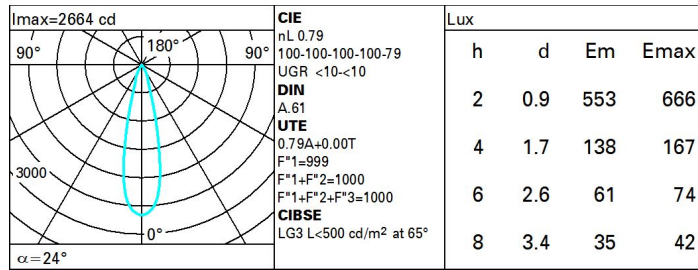 Imax=2664 cd
90° 180° 90°
3000
0°
α=24°
CIE
nL 0.79
100-100-100-100-79
UGR <10-<10
DIN
A.61
UTE
0.79A+0.00T
F"1=999
F"1+F"2=1000
F"1+F"2+F"3=1000
CIBSE
LG3 L<500 cd/m² at 65°
Lux
h d Em Emax
2 0.9 553 666
4 1.7 138 167
6 2.6 61 74
8 3.4 35 42